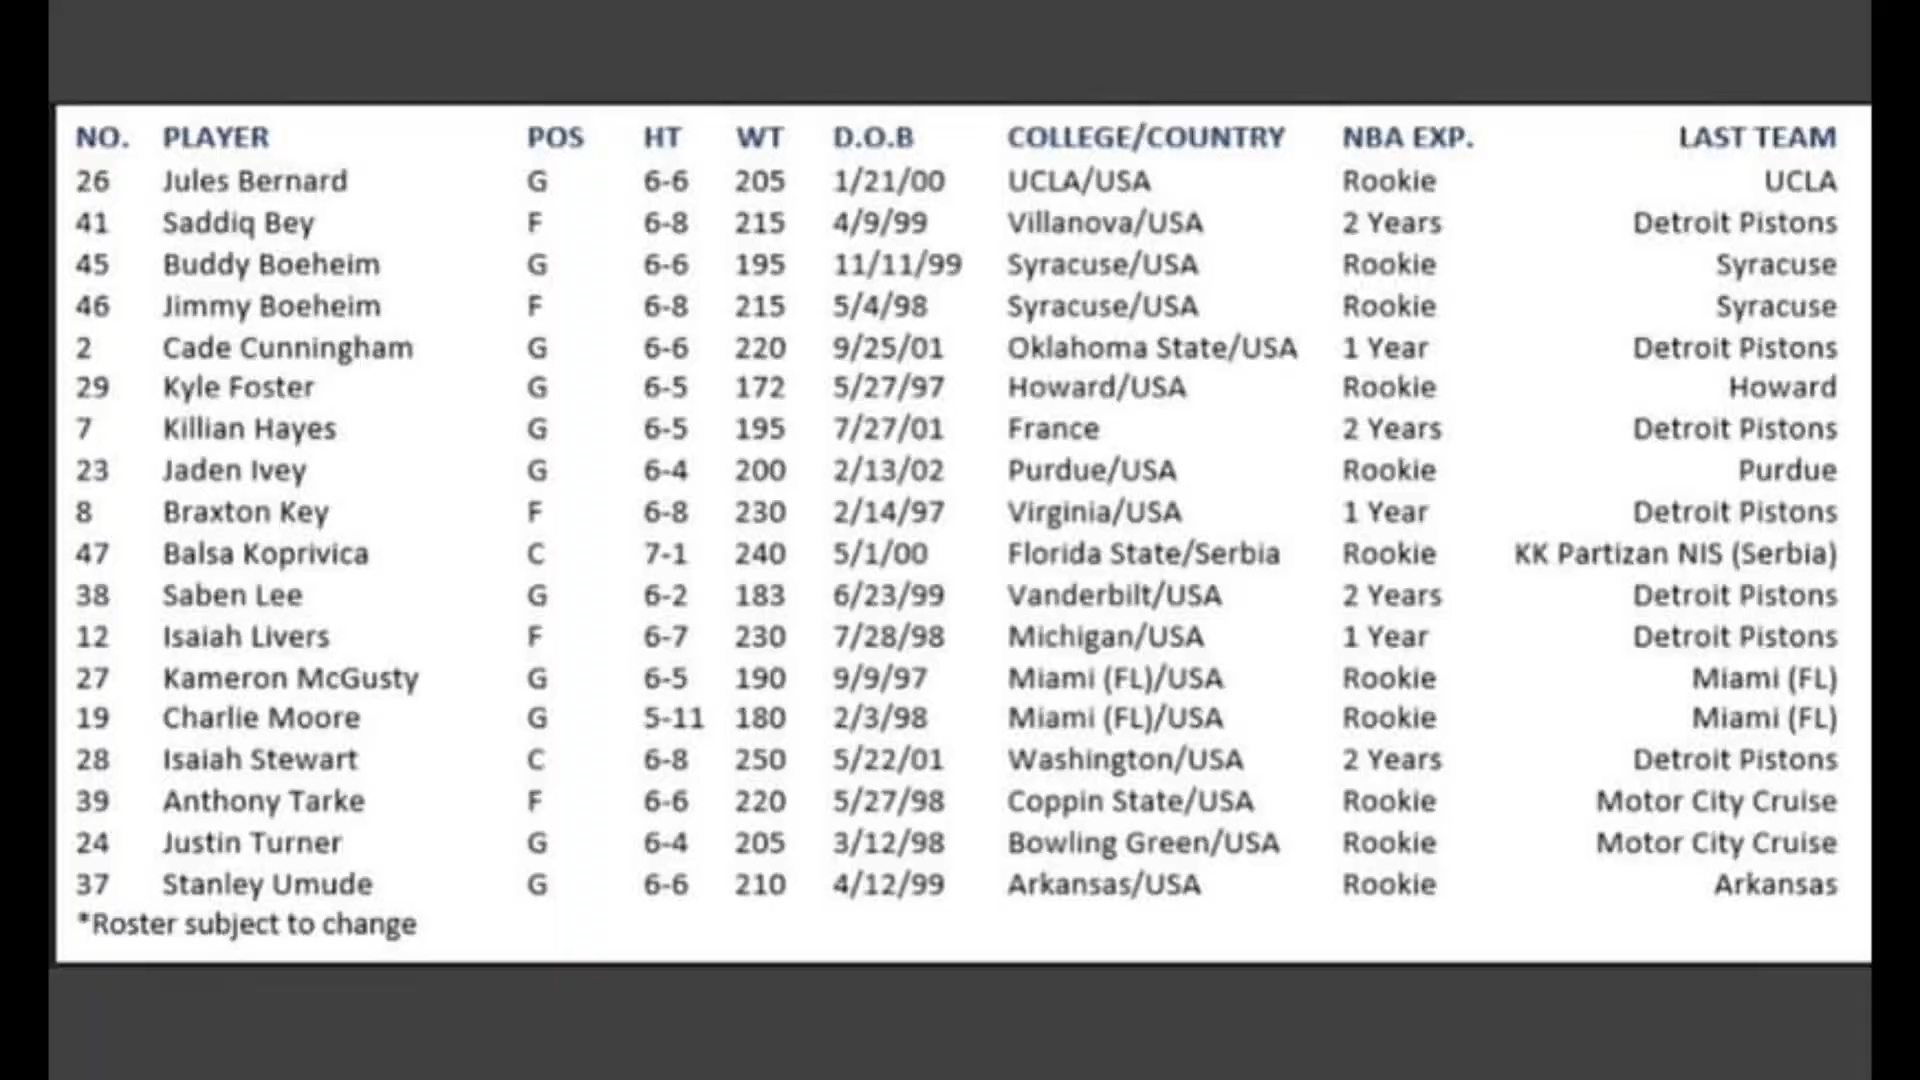 NO. PLAYER POS HT WT D.O.B COLLEGE/COUNTRY NBA EXP. LAST TEAM
26 Jules Bernard G 6-6 205 1/21/00 UCLA/USA Rookie UCLA
41 Saddiq Bey F 6-8 215 4/9/99 Villanova/USA 2 Years Detroit Pistons
45 Buddy Boeheim G 6-6 195 11/11/99 Syracuse/USA Rookie Syracuse
46 Jimmy Boeheim F 6-8 215 5/4/98 Syracuse/USA Rookie Syracuse
2 Cade Cunningham G 6-6 220 9/25/01 Oklahoma State/USA 1 Year Detroit Pistons
29 Kyle Foster G 6-5 172 5/27/97 Howard/USA Rookie Howard
7 Killian Hayes G 6-5 195 7/27/01 France 2 Years Detroit Pistons
23 Jaden Ivey G 6-4 200 2/13/02 Purdue/USA Rookie Purdue
8 Braxton Key F 6-8 230 2/14/97 Virginia/USA 1 Year Detroit Pistons
47 Balsa Koprivica C 7-1 240 5/1/00 Florida State/Serbia Rookie KK Partizan NIS (Serbia)
38 Saben Lee G 6-2 183 6/23/99 Vanderbilt/USA 2 Years Detroit Pistons
12 Isaiah Livers F 6-7 230 7/28/98 Michigan/USA 1 Year Detroit Pistons
27 Kameron McGusty G 6-5 190 9/9/97 Miami (FL)/USA Rookie Miami (FL)
19 Charlie Moore G 5-11 180 2/3/98 Miami (FL)/USA Rookie Miami (FL)
28 Isaiah Stewart C 6-8 250 5/22/01 Washington/USA 2 Years Detroit Pistons
39 Anthony Tarke F 6-6 220 5/27/98 Coppin State/USA Rookie Motor City Cruise
24 Justin Turner G 6-4 205 3/12/98 Bowling Green/USA Rookie Motor City Cruise
37 Stanley Umude G 6-6 210 4/12/99 Arkansas/USA Rookie Arkansas
*Roster subject to change